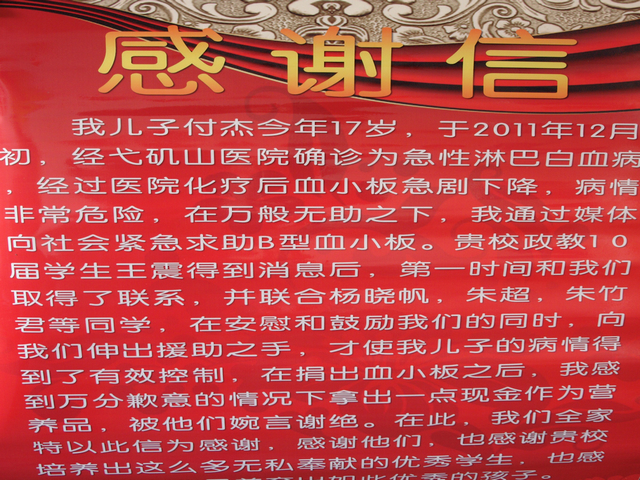 感谢信
我儿子付杰今年17岁，于2011年12月
初，经弋矶山医院确诊为急性淋巴白血病
，经过医院化疗后血小板急剧下降，病情
非常危险，在万般无助之下，我通过媒体
向社会紧急求助B型血小板。贵校政教10
届学生王震得到消息后，第一时间和我们
取得了联系，并联合杨晓帆，朱超，朱竹
君等同学，在安慰和鼓励我们的同时，向
我们伸出援助之手，才使我儿子的病情得
到了有效控制，在捐出血小板之后，我感
到万分歉意的情况下拿出一点现金作为营
养品，被他们婉言谢绝。在此，我们全家
特以此信为感谢，感谢他们，也感谢贵校
培养出这么多无私奉献的优秀学生，也感
出如此优秀的孩子。